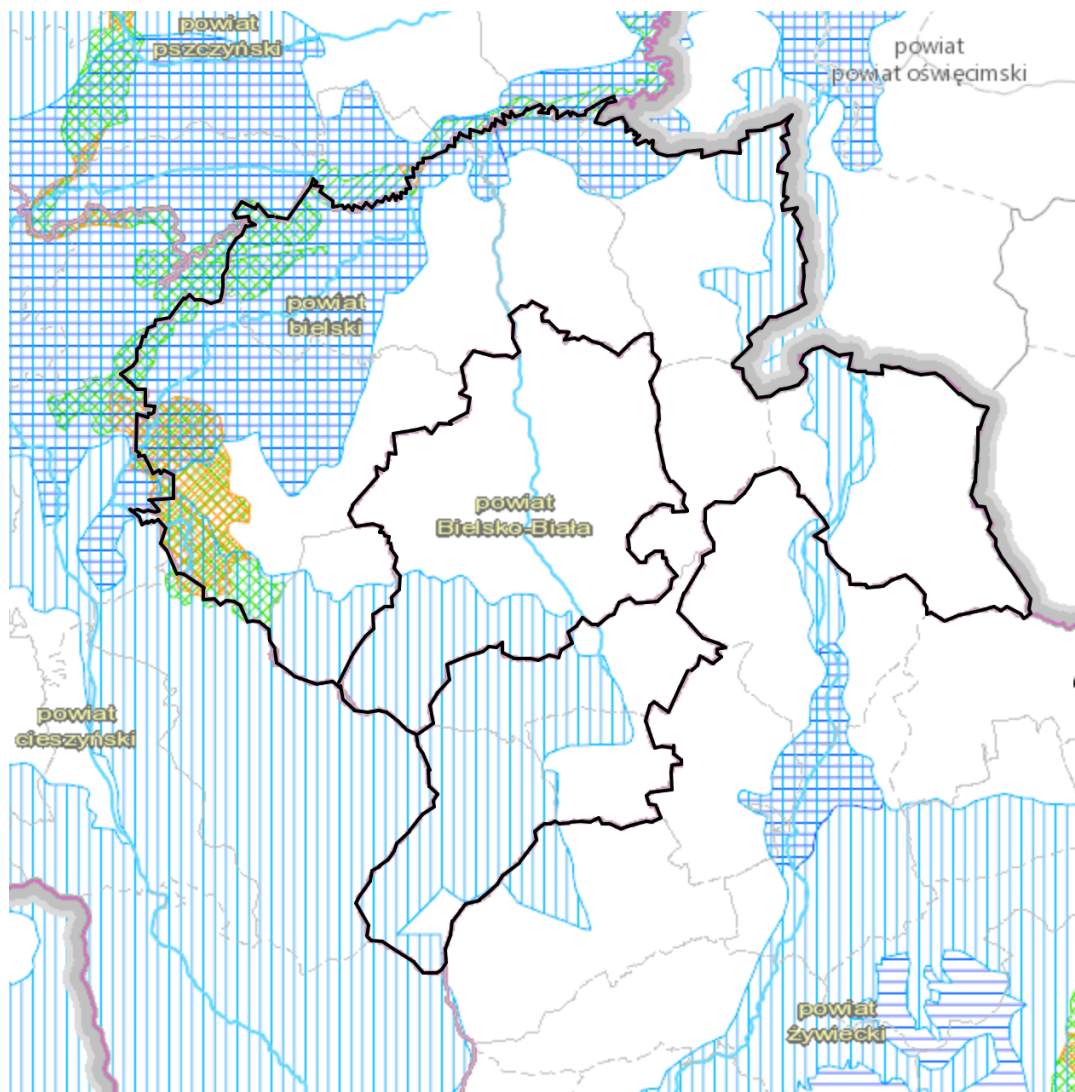 powiat
pszczyński
powiat
powiat oświęcimski
powiat
bielski
powiat
Bielsko-Biała
powiat
cieszyński
powiat
żywiecki